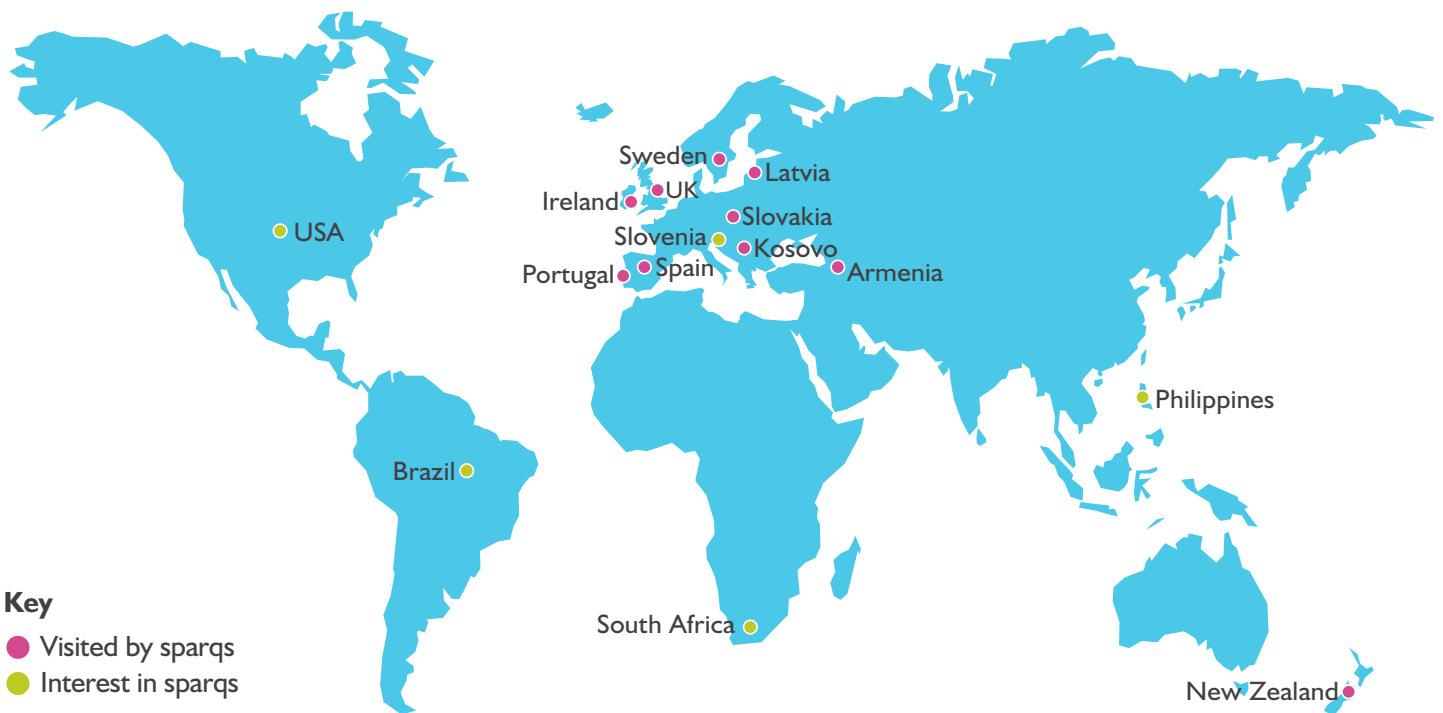 Sweden
Latvia
UK
Ireland
Slovakia
USA
Slovenia
Kosovo
Portugal
Spain
Armenia
Philippines
Brazil
South Africa
New Zealand
Key
Visited by sparqs
Interest in sparqs